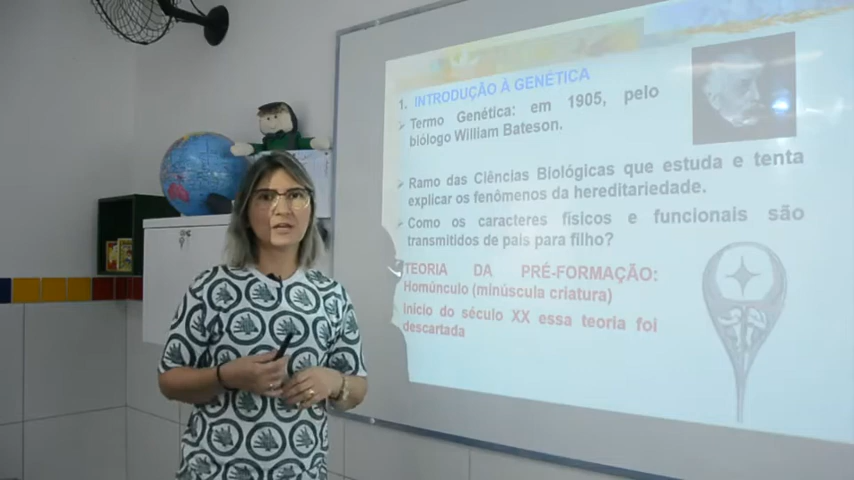 1. INTRODUÇÃO À GENÉTICA
Termo Genética: em 1905, pelo
biólogo William Bateson.
Ramo das Ciências Biológicas que estuda e tenta
explicar os fenômenos da hereditariedade.
Como os caracteres físicos e funcionais são
transmitidos de pais para filho?
TEORIA DA PRÉ-FORMAÇÃO:
Homúnculo (minúscula criatura)
Início do século XX essa teoria foi
descartada